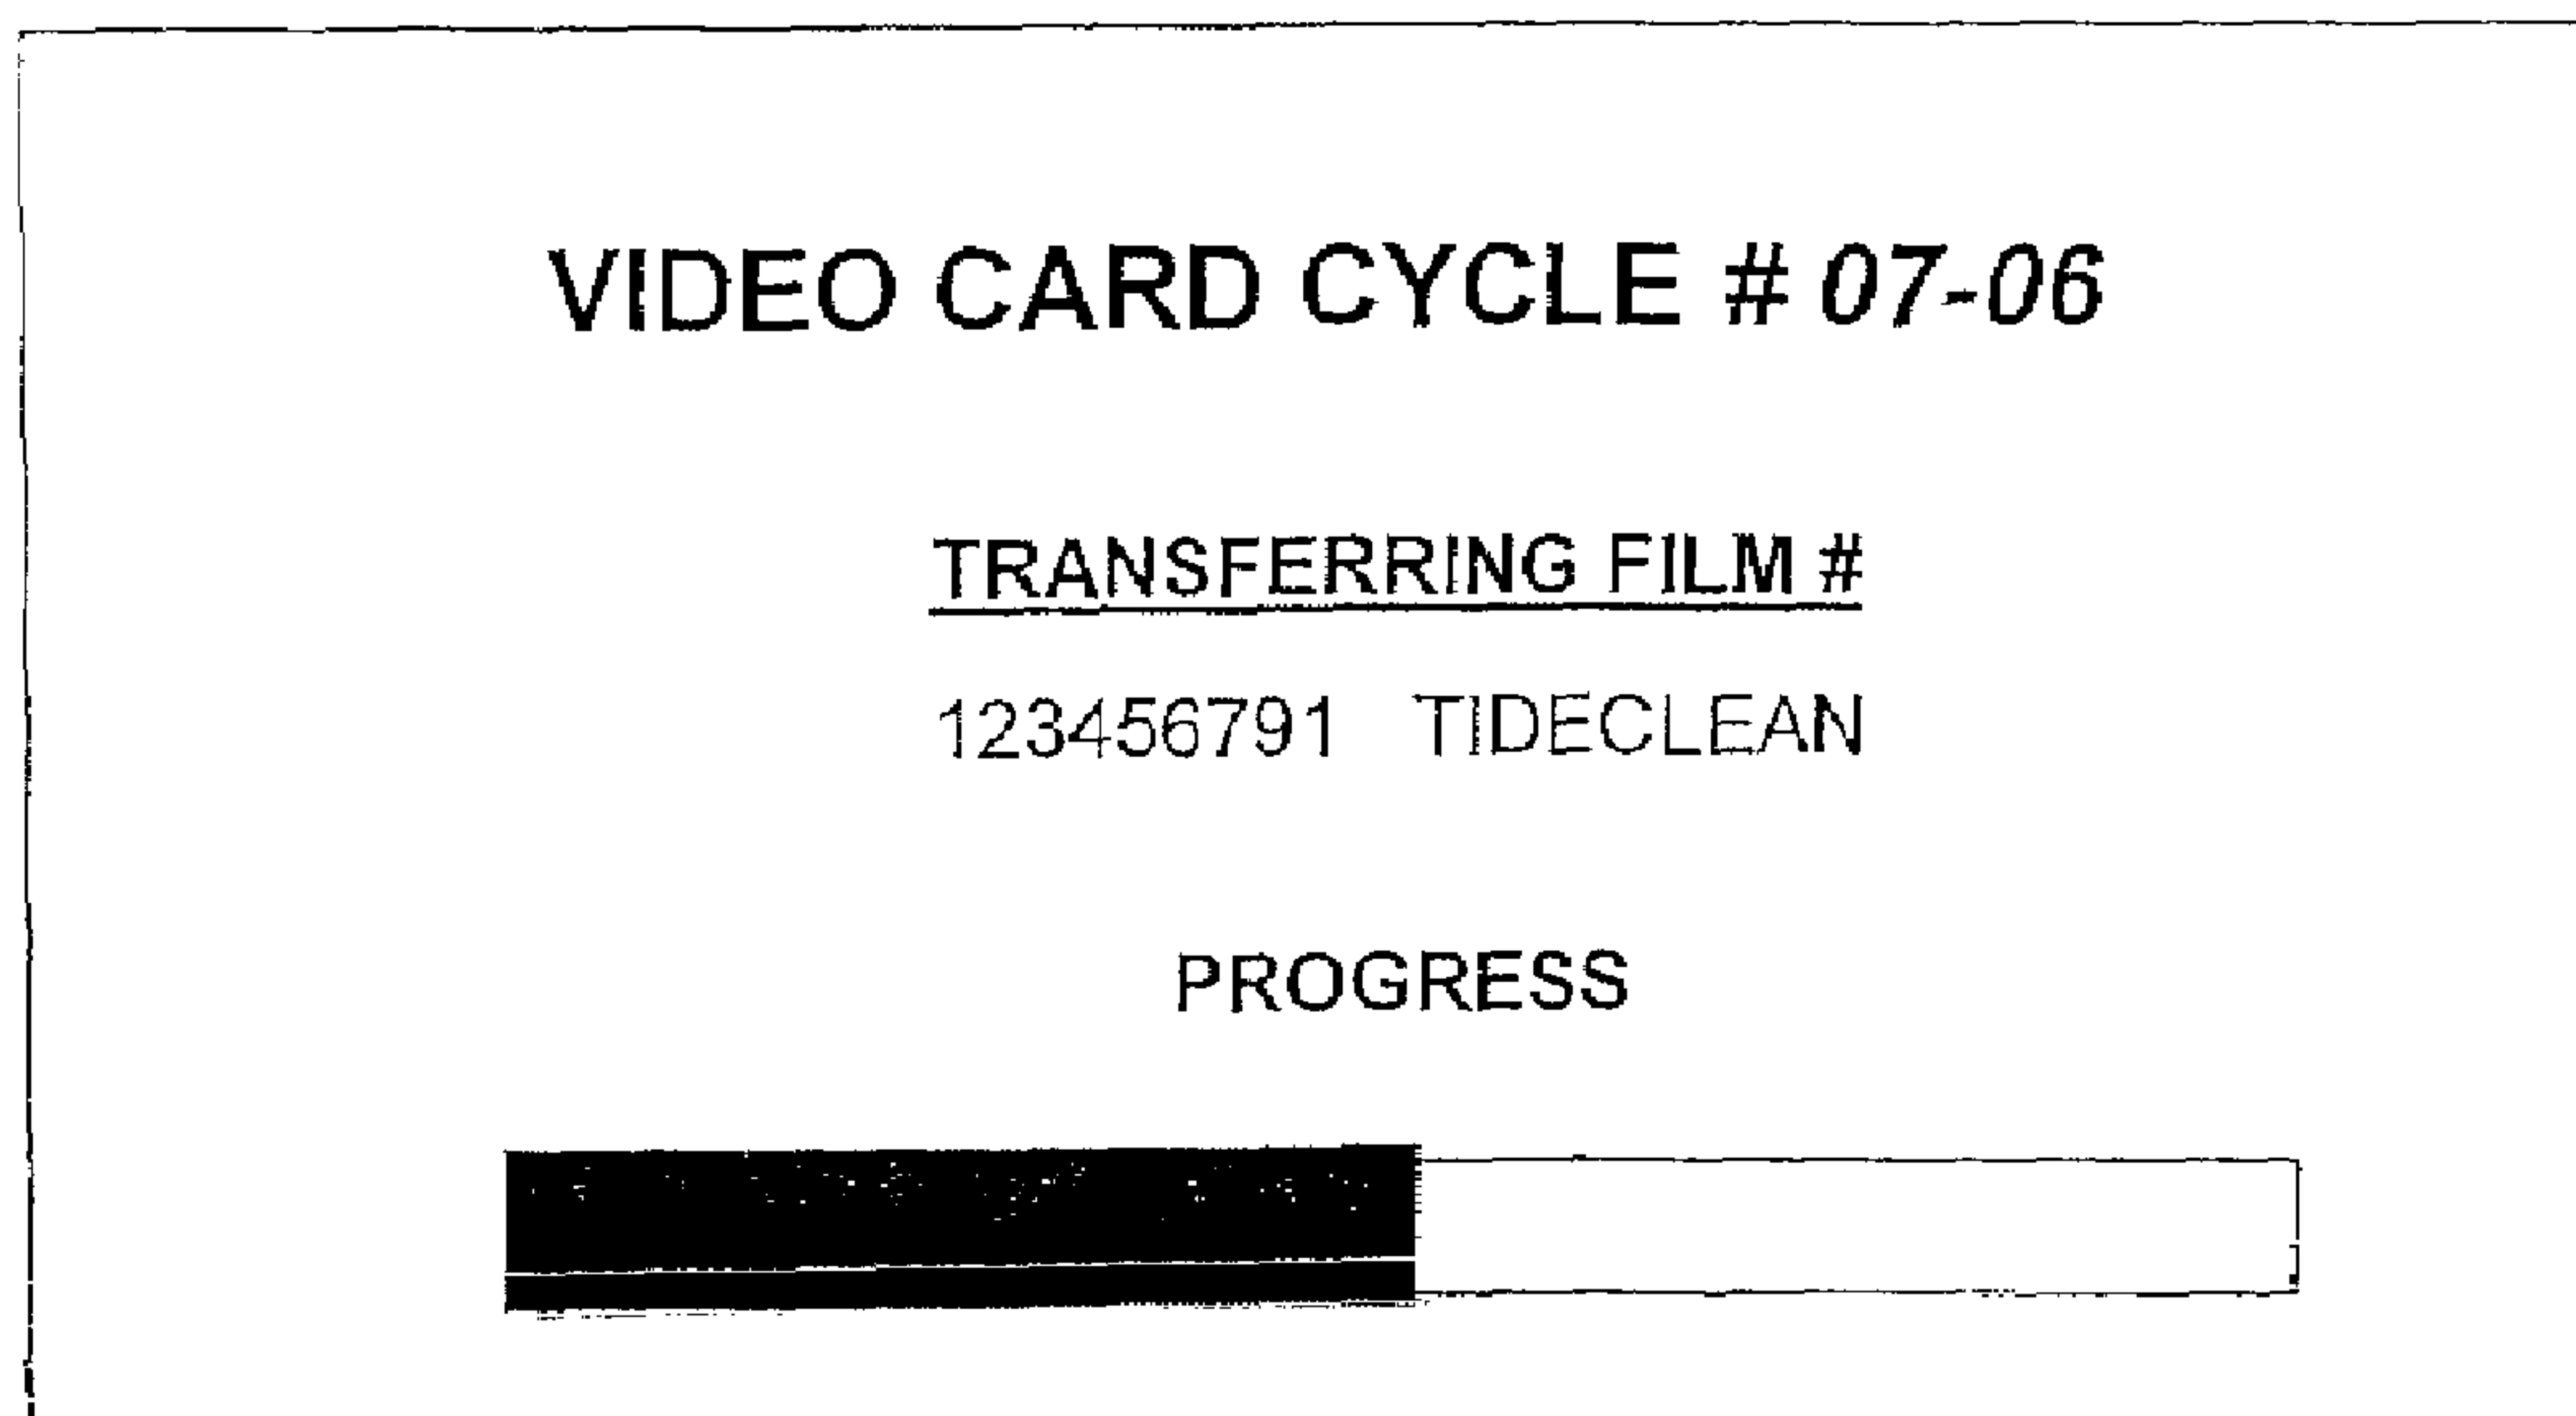 VIDEO CARD CYCLE # 07-06
TRANSFERRING FILM #
123456791 TIDECLEAN
PROGRESS